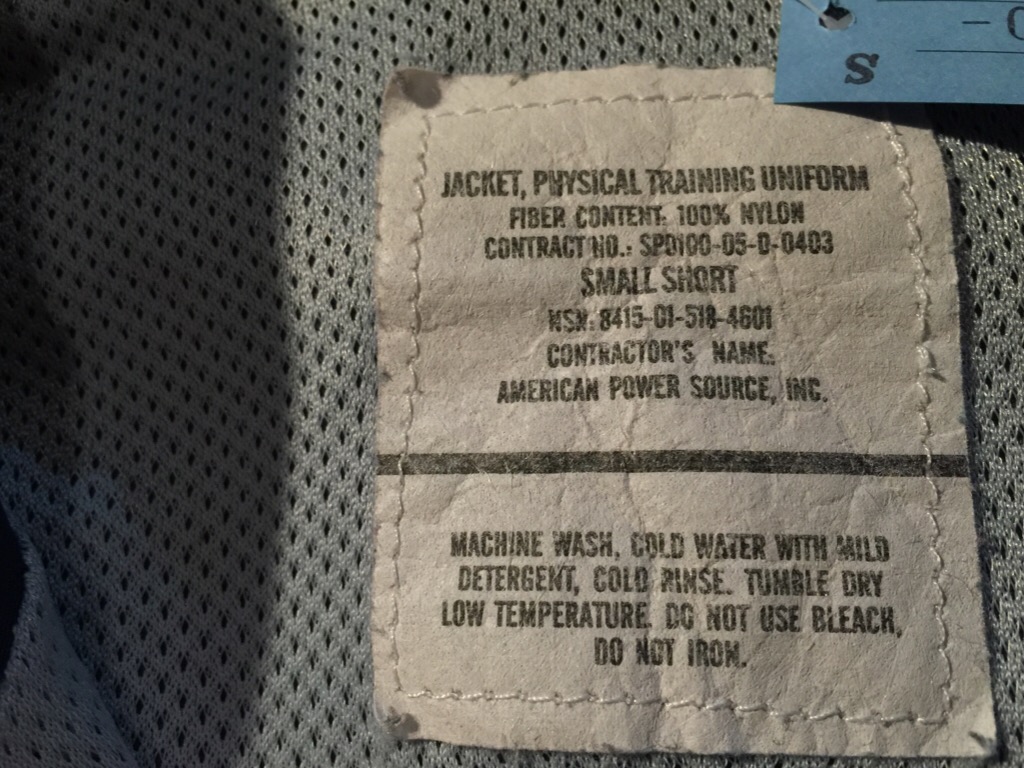 S
JACKET, PHYSICAL TRAINING UNIFORM
FIBER CONTENT: 100% NYLON
CONTRACT NO.: SPO100-05-D-0403
SMALL SHORT
NSN: 8415-01-518-4601
CONTRACTOR'S NAME:
AMERICAN POWER SOURCE, INC.
MACHINE WASH, COLD WATER WITH MILD
DETERGENT, COLD RINSE. TUMBLE DRY
LOW TEMPERATURE. DO NOT USE BLEACH,
DO NOT IRON.